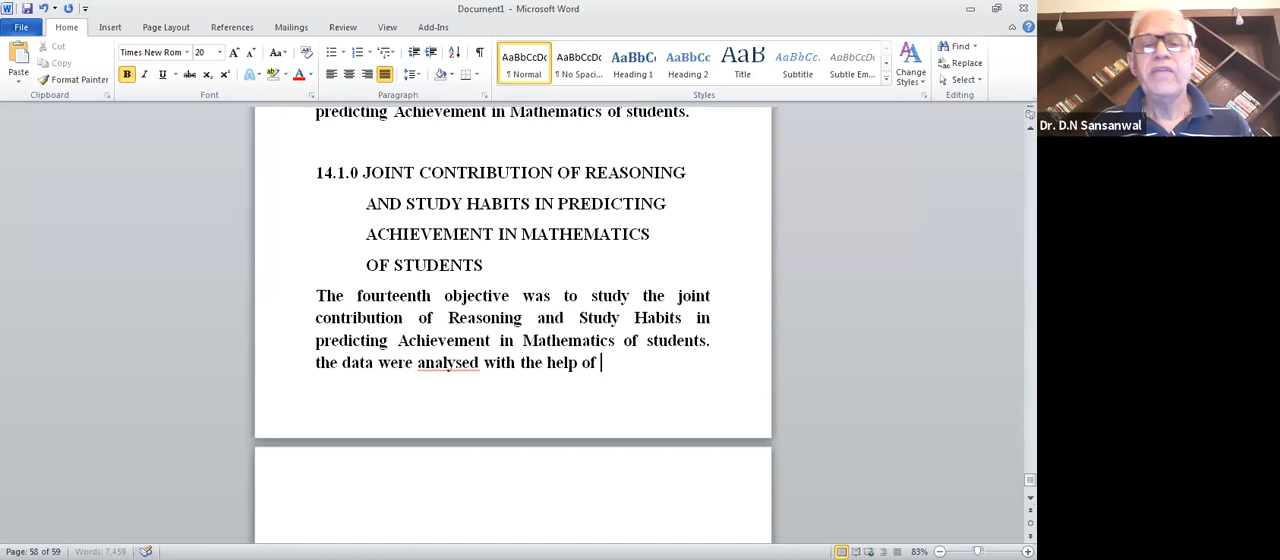 Document1 - Microsoft Word
File Home Insert Page Layout References Mailings Review View Add-Ins
Cut
Copy
Paste
Format Painter
Clipboard
Times New Rom 20
Aa
B I U abc x₂ x²
Font
Paragraph
AaBbCcDc AaBbCcDc AaBbC AaBbCc AaB AaBbCc. AaBbCcD
¶ Normal ¶ No Spaci... Heading 1 Heading 2 Title Subtitle Subtle Em...
Styles
Change
Styles
Find
Replace
Select
Editing
predicting Achievement in Mathematics of students.
14.1.0 JOINT CONTRIBUTION OF REASONING
AND STUDY HABITS IN PREDICTING
ACHIEVEMENT IN MATHEMATICS
OF STUDENTS
The fourteenth objective was to study the joint
contribution of Reasoning and Study Habits in
predicting Achievement in Mathematics of students.
the data were analysed with the help of
Page: 58 of 59 Words: 7,459 83%
Dr. D.N Sansanwal